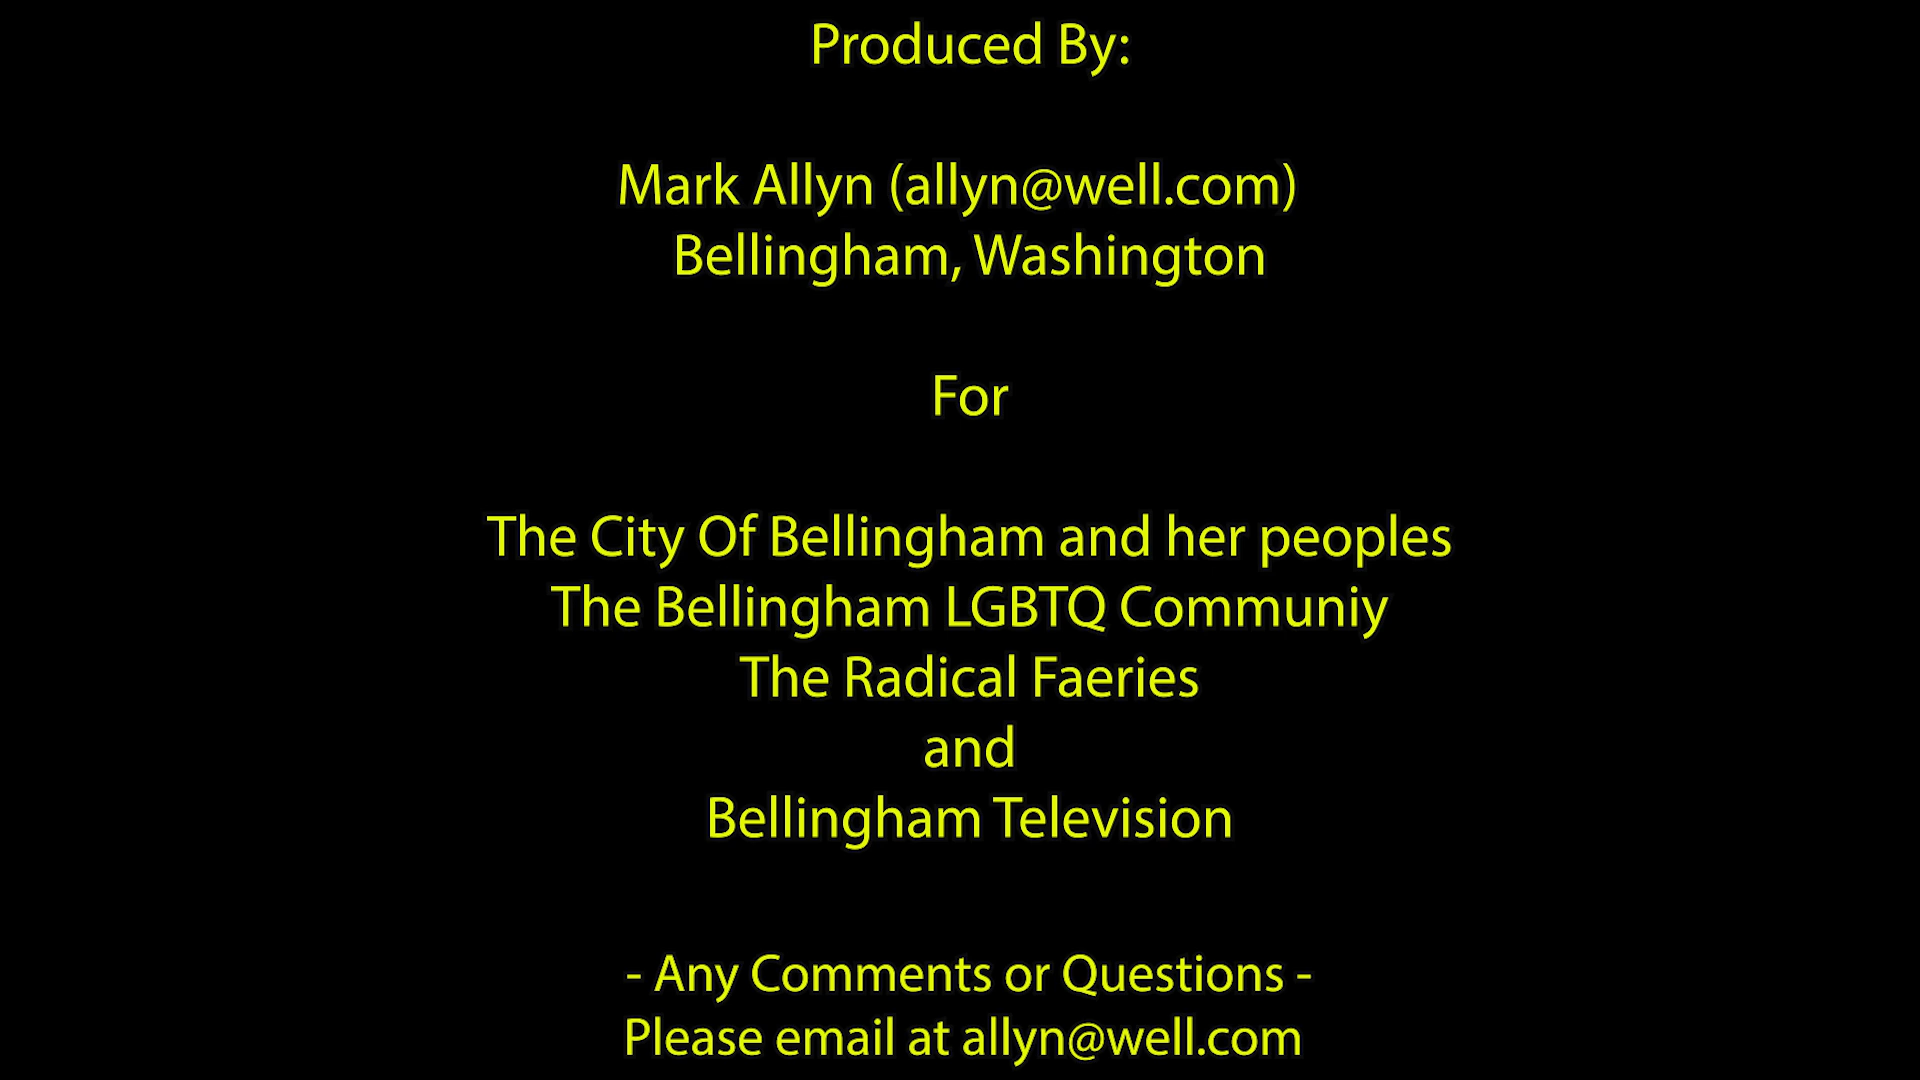 Produced By:
Mark Allyn (allyn@well.com)
Bellingham, Washington
For
The City Of Bellingham and her peoples
The Bellingham LGBTQ Communiy
The Radical Faeries
and
Bellingham Television
- Any Comments or Questions -
Please email at allyn@well.com